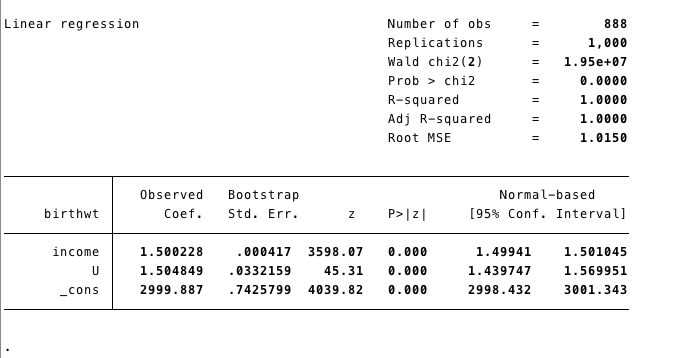 Linear regression Number of obs = 888
Replications = 1,000
Wald chi2(2) = 1.95e+07
Prob > chi2 = 0.0000
R-squared = 1.0000
Adj R-squared = 1.0000
Root MSE = 1.0150
Observed Bootstrap Normal-based
birthwt Coef. Std. Err. z P>|z| [95% Conf. Interval]
income 1.500228 .000417 3598.07 0.000 1.49941 1.501045
U 1.504849 .0332159 45.31 0.000 1.439747 1.569951
_cons 2999.887 .7425799 4039.82 0.000 2998.432 3001.343
.